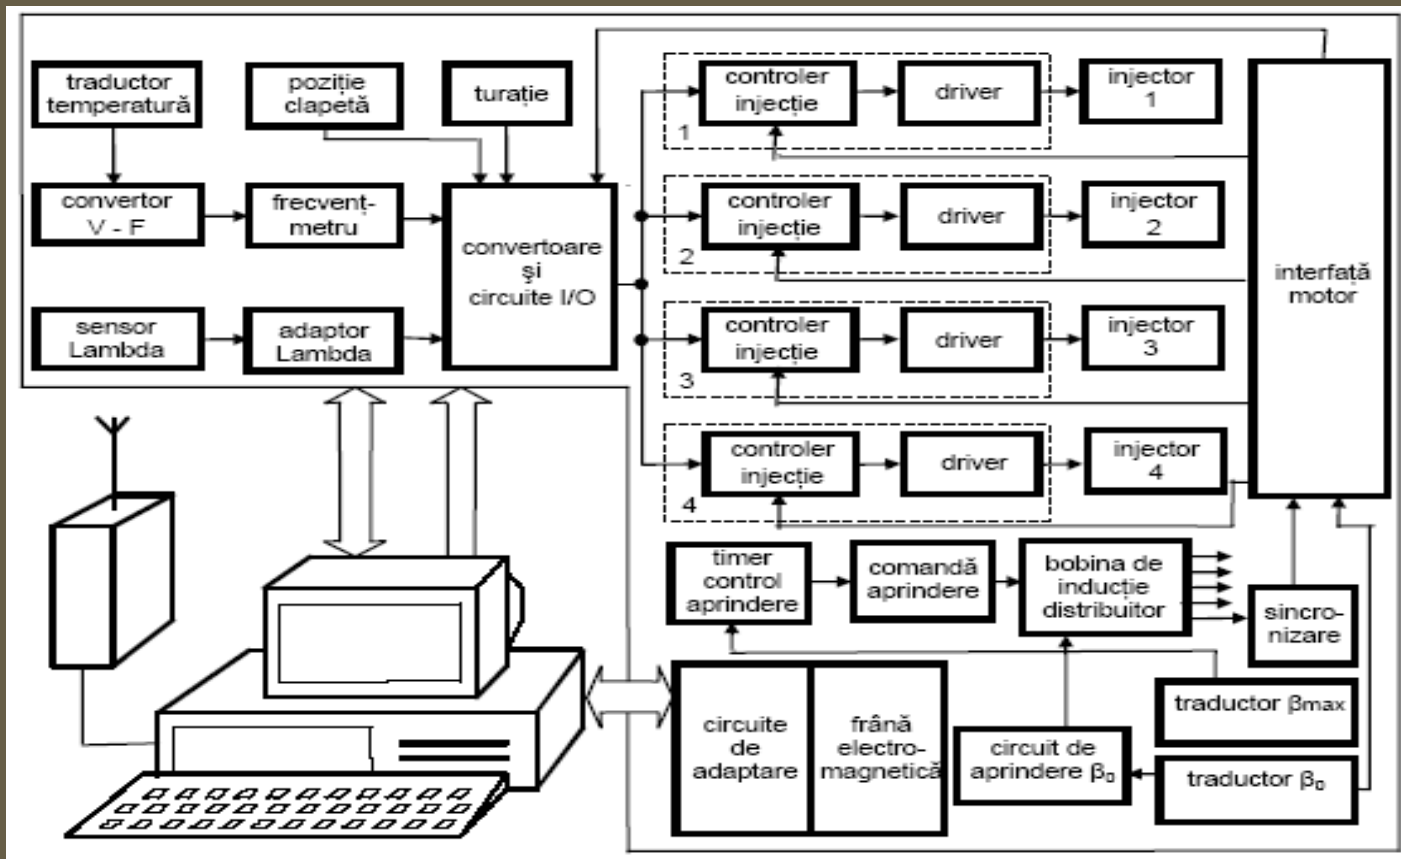 traductor
temperatură
poziție
clapetă
turație
convertor
V - F
frecvenț-
metru
convertoare
și
circuite I/O
sensor
Lambda
adaptor
Lambda
controler
injecție
driver
1
injector
1
controler
injecție
driver
2
injector
2
controler
injecție
driver
3
injector
3
controler
injecție
driver
4
injector
4
interfață
motor
timer
control
aprindere
comandă
aprindere
bobina de
inducție
distribuitor
sincro-
nizare
circuite
de
adaptare
frână
electro-
magnetică
circuit de
aprindere β₀
traductor βmax
traductor β₀